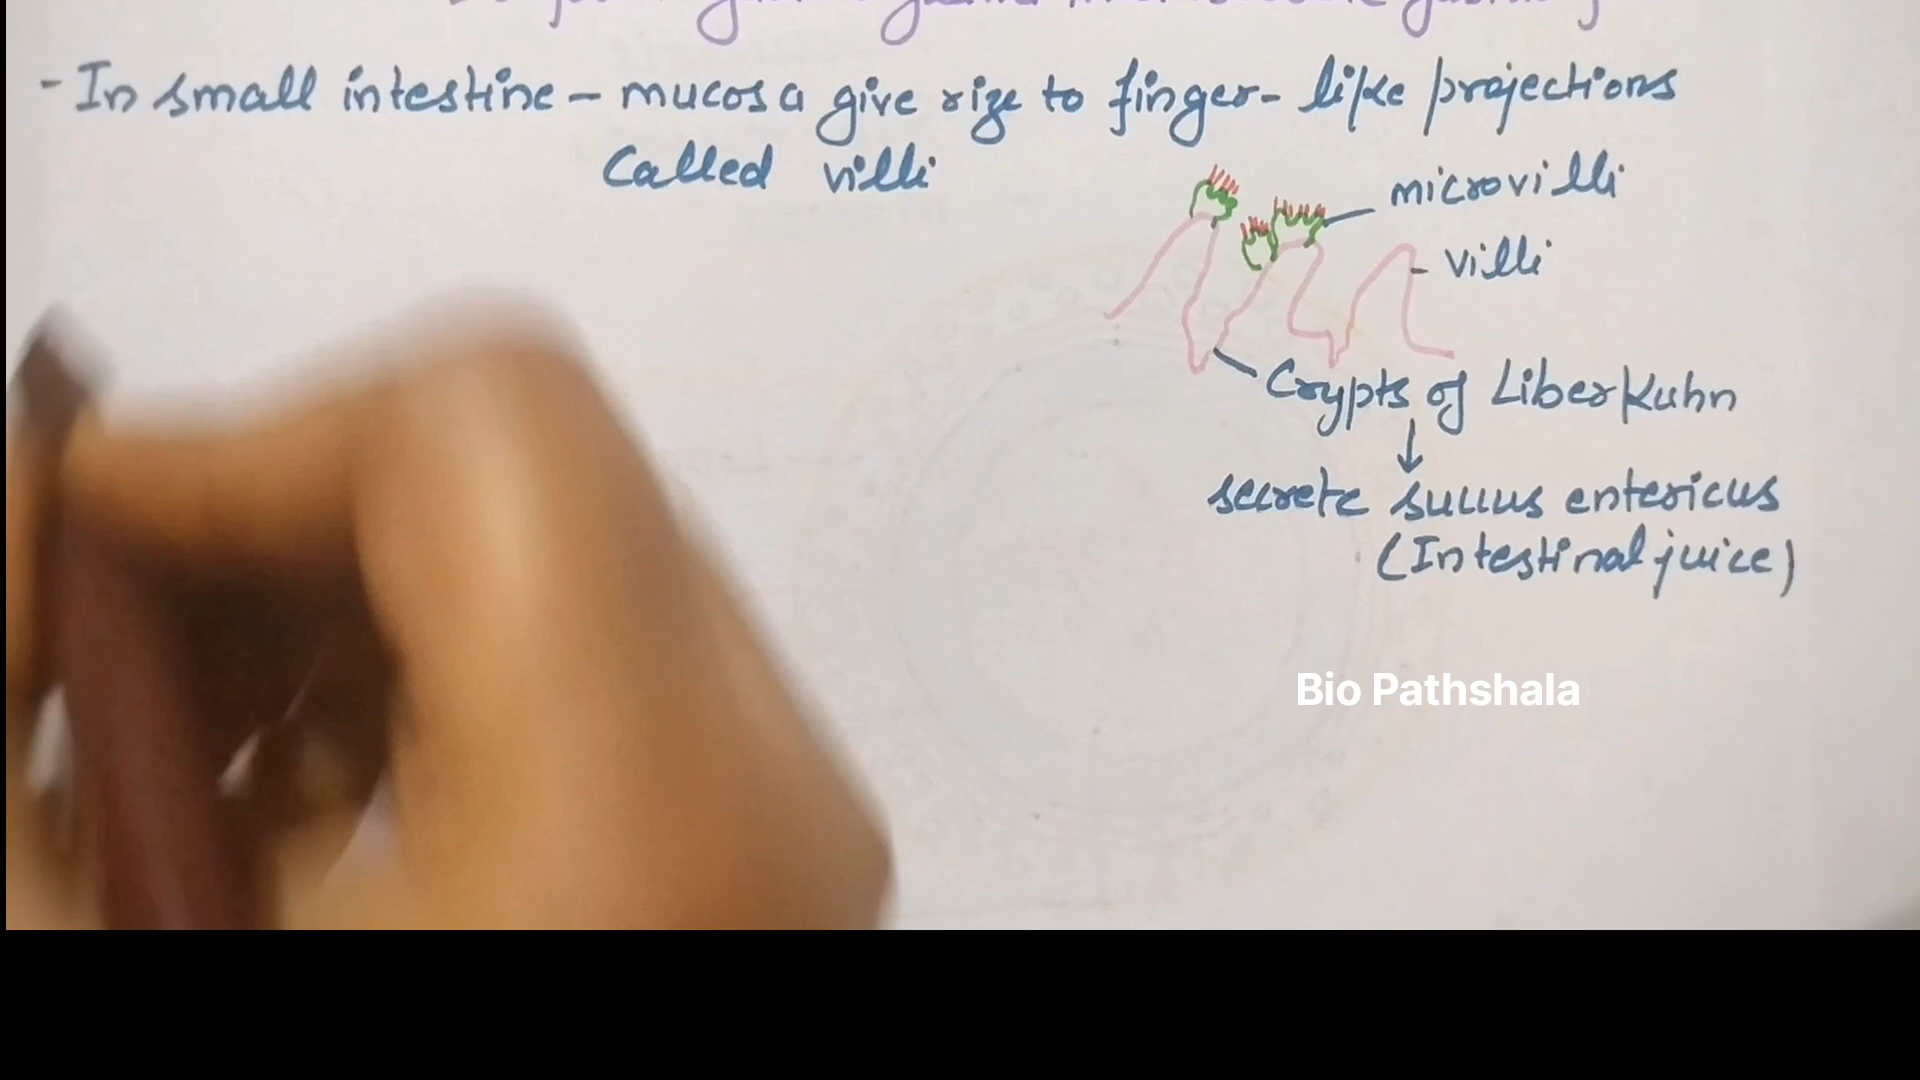 - In small intestine - mucosa give rize to finger- like projections
Called villi
microvilli
- villi
Crypts of Liberkuhn
↓
secrete succus entericus
(Intestinal juice)
Bio Pathshala